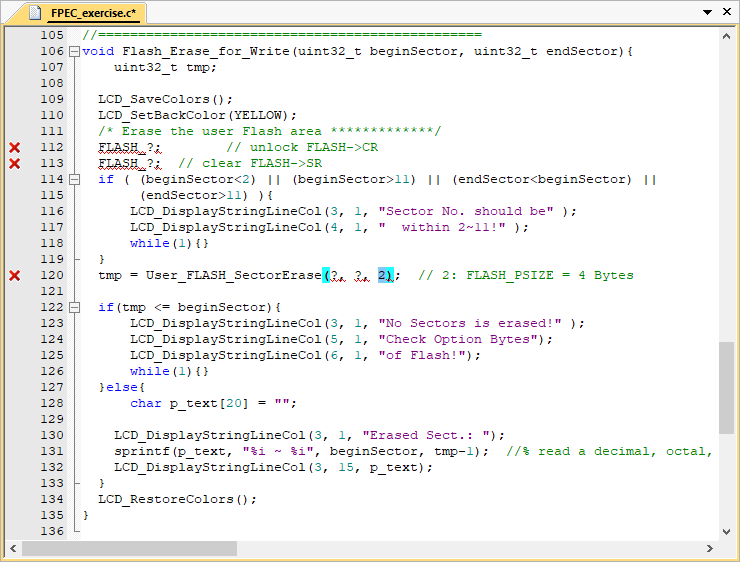 FPEC_exercise.c*
105 //================================================
106 void Flash_Erase_for_Write(uint32_t beginSector, uint32_t endSector){
107 uint32_t tmp;
108
109 LCD_SaveColors();
110 LCD_SetBackColor(YELLOW);
111 /* Erase the user Flash area *************/
112 FLASH_?; // unlock FLASH->CR
113 FLASH_?; // clear FLASH->SR
114 if ( (beginSector<2) || (beginSector>11) || (endSector<beginSector) ||
115 (endSector>11) ){
116 LCD_DisplayStringLineCol(3, 1, "Sector No. should be" );
117 LCD_DisplayStringLineCol(4, 1, "  within 2~11!" );
118 while(1){}
119 }
120 tmp = User_FLASH_SectorErase(?, ?, 2); // 2: FLASH_PSIZE = 4 Bytes
121
122 if(tmp <= beginSector){
123 LCD_DisplayStringLineCol(3, 1, "No Sectors is erased!" );
124 LCD_DisplayStringLineCol(5, 1, "Check Option Bytes");
125 LCD_DisplayStringLineCol(6, 1, "of Flash!");
126 while(1){}
127 }else{
128 char p_text[20] = "";
129
130 LCD_DisplayStringLineCol(3, 1, "Erased Sect.: ");
131 sprintf(p_text, "%i ~ %i", beginSector, tmp-1); //% read a decimal, octal,
132 LCD_DisplayStringLineCol(3, 15, p_text);
133 }
134 LCD_RestoreColors();
135 }
136